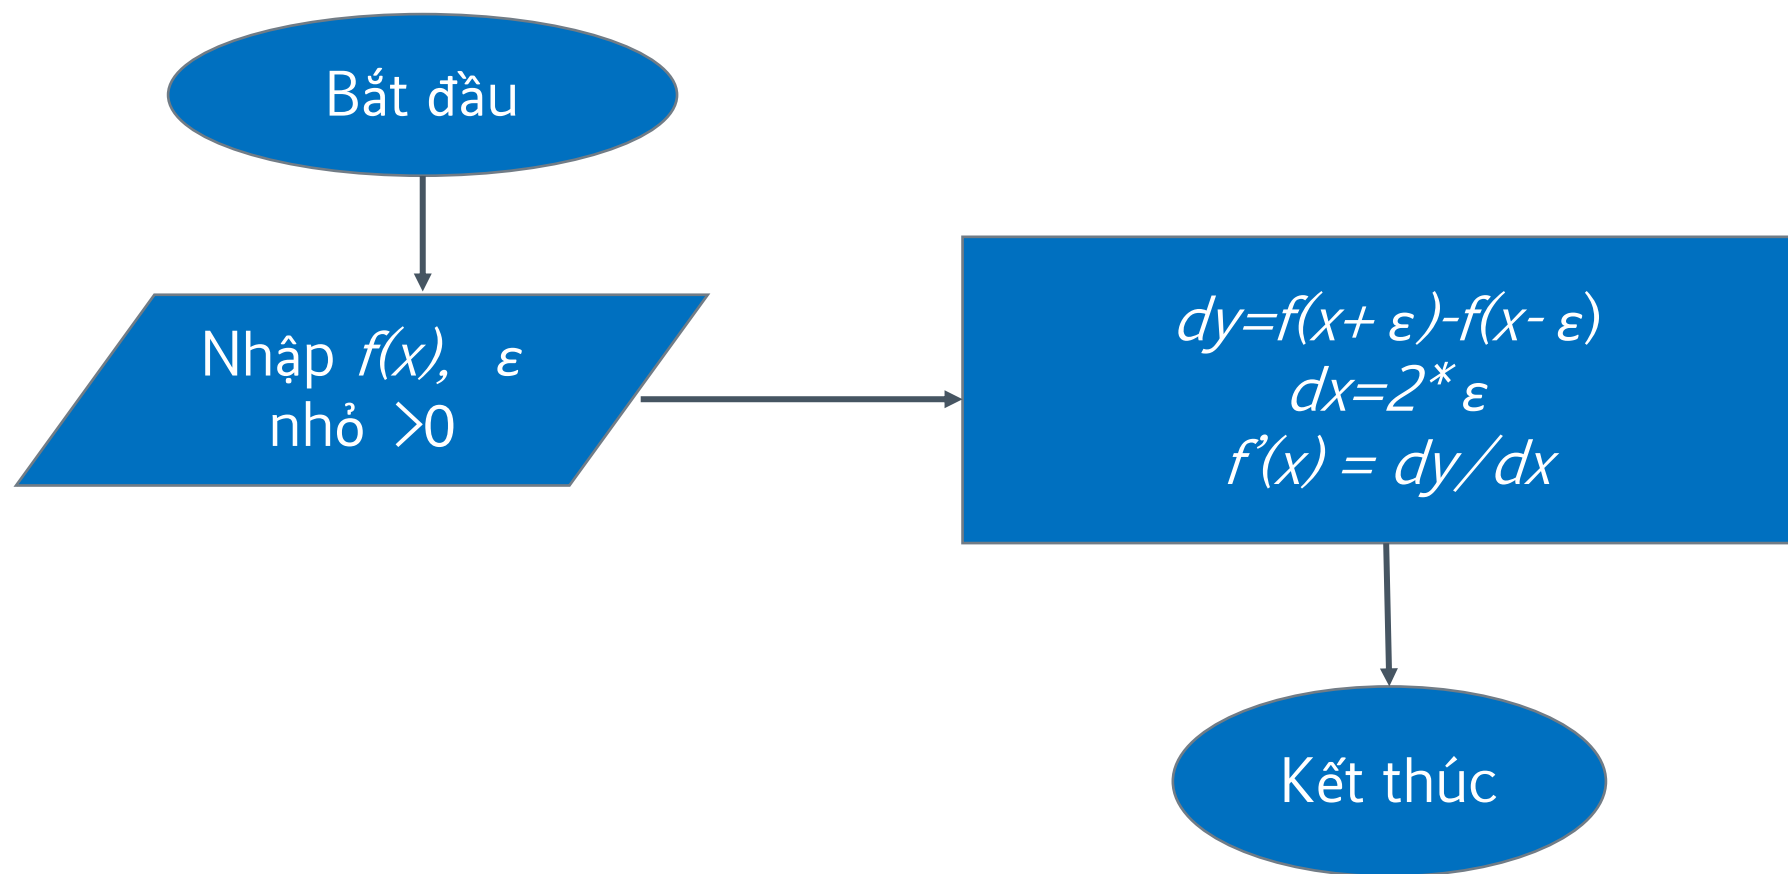 Bắt đầu
Nhập f(x), ε
nhỏ >0
dy=f(x+ ε)-f(x- ε)
dx=2* ε
f’(x) = dy/dx
Kết thúc